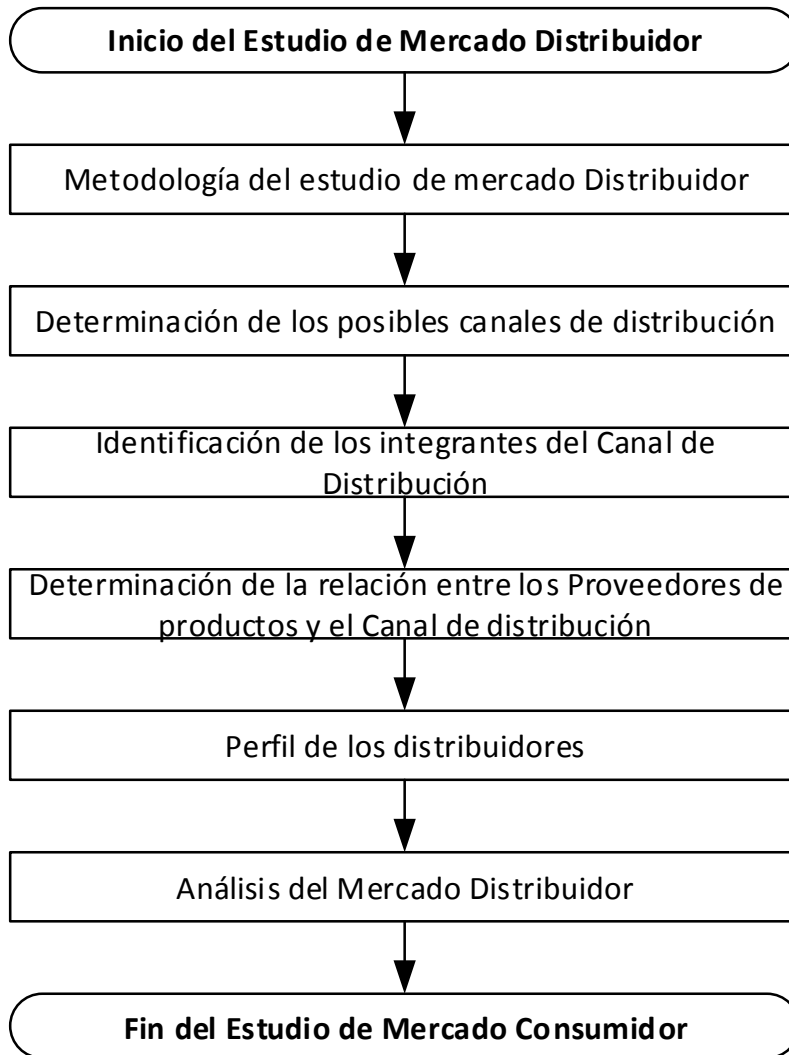 Inicio del Estudio de Mercado Distribuidor
Metodología del estudio de mercado Distribuidor
Determinación de los posibles canales de distribución
Identificación de los integrantes del Canal de
Distribución
Determinación de la relación entre los Proveedores de
productos y el Canal de distribución
Perfil de los distribuidores
Análisis del Mercado Distribuidor
Fin del Estudio de Mercado Consumidor